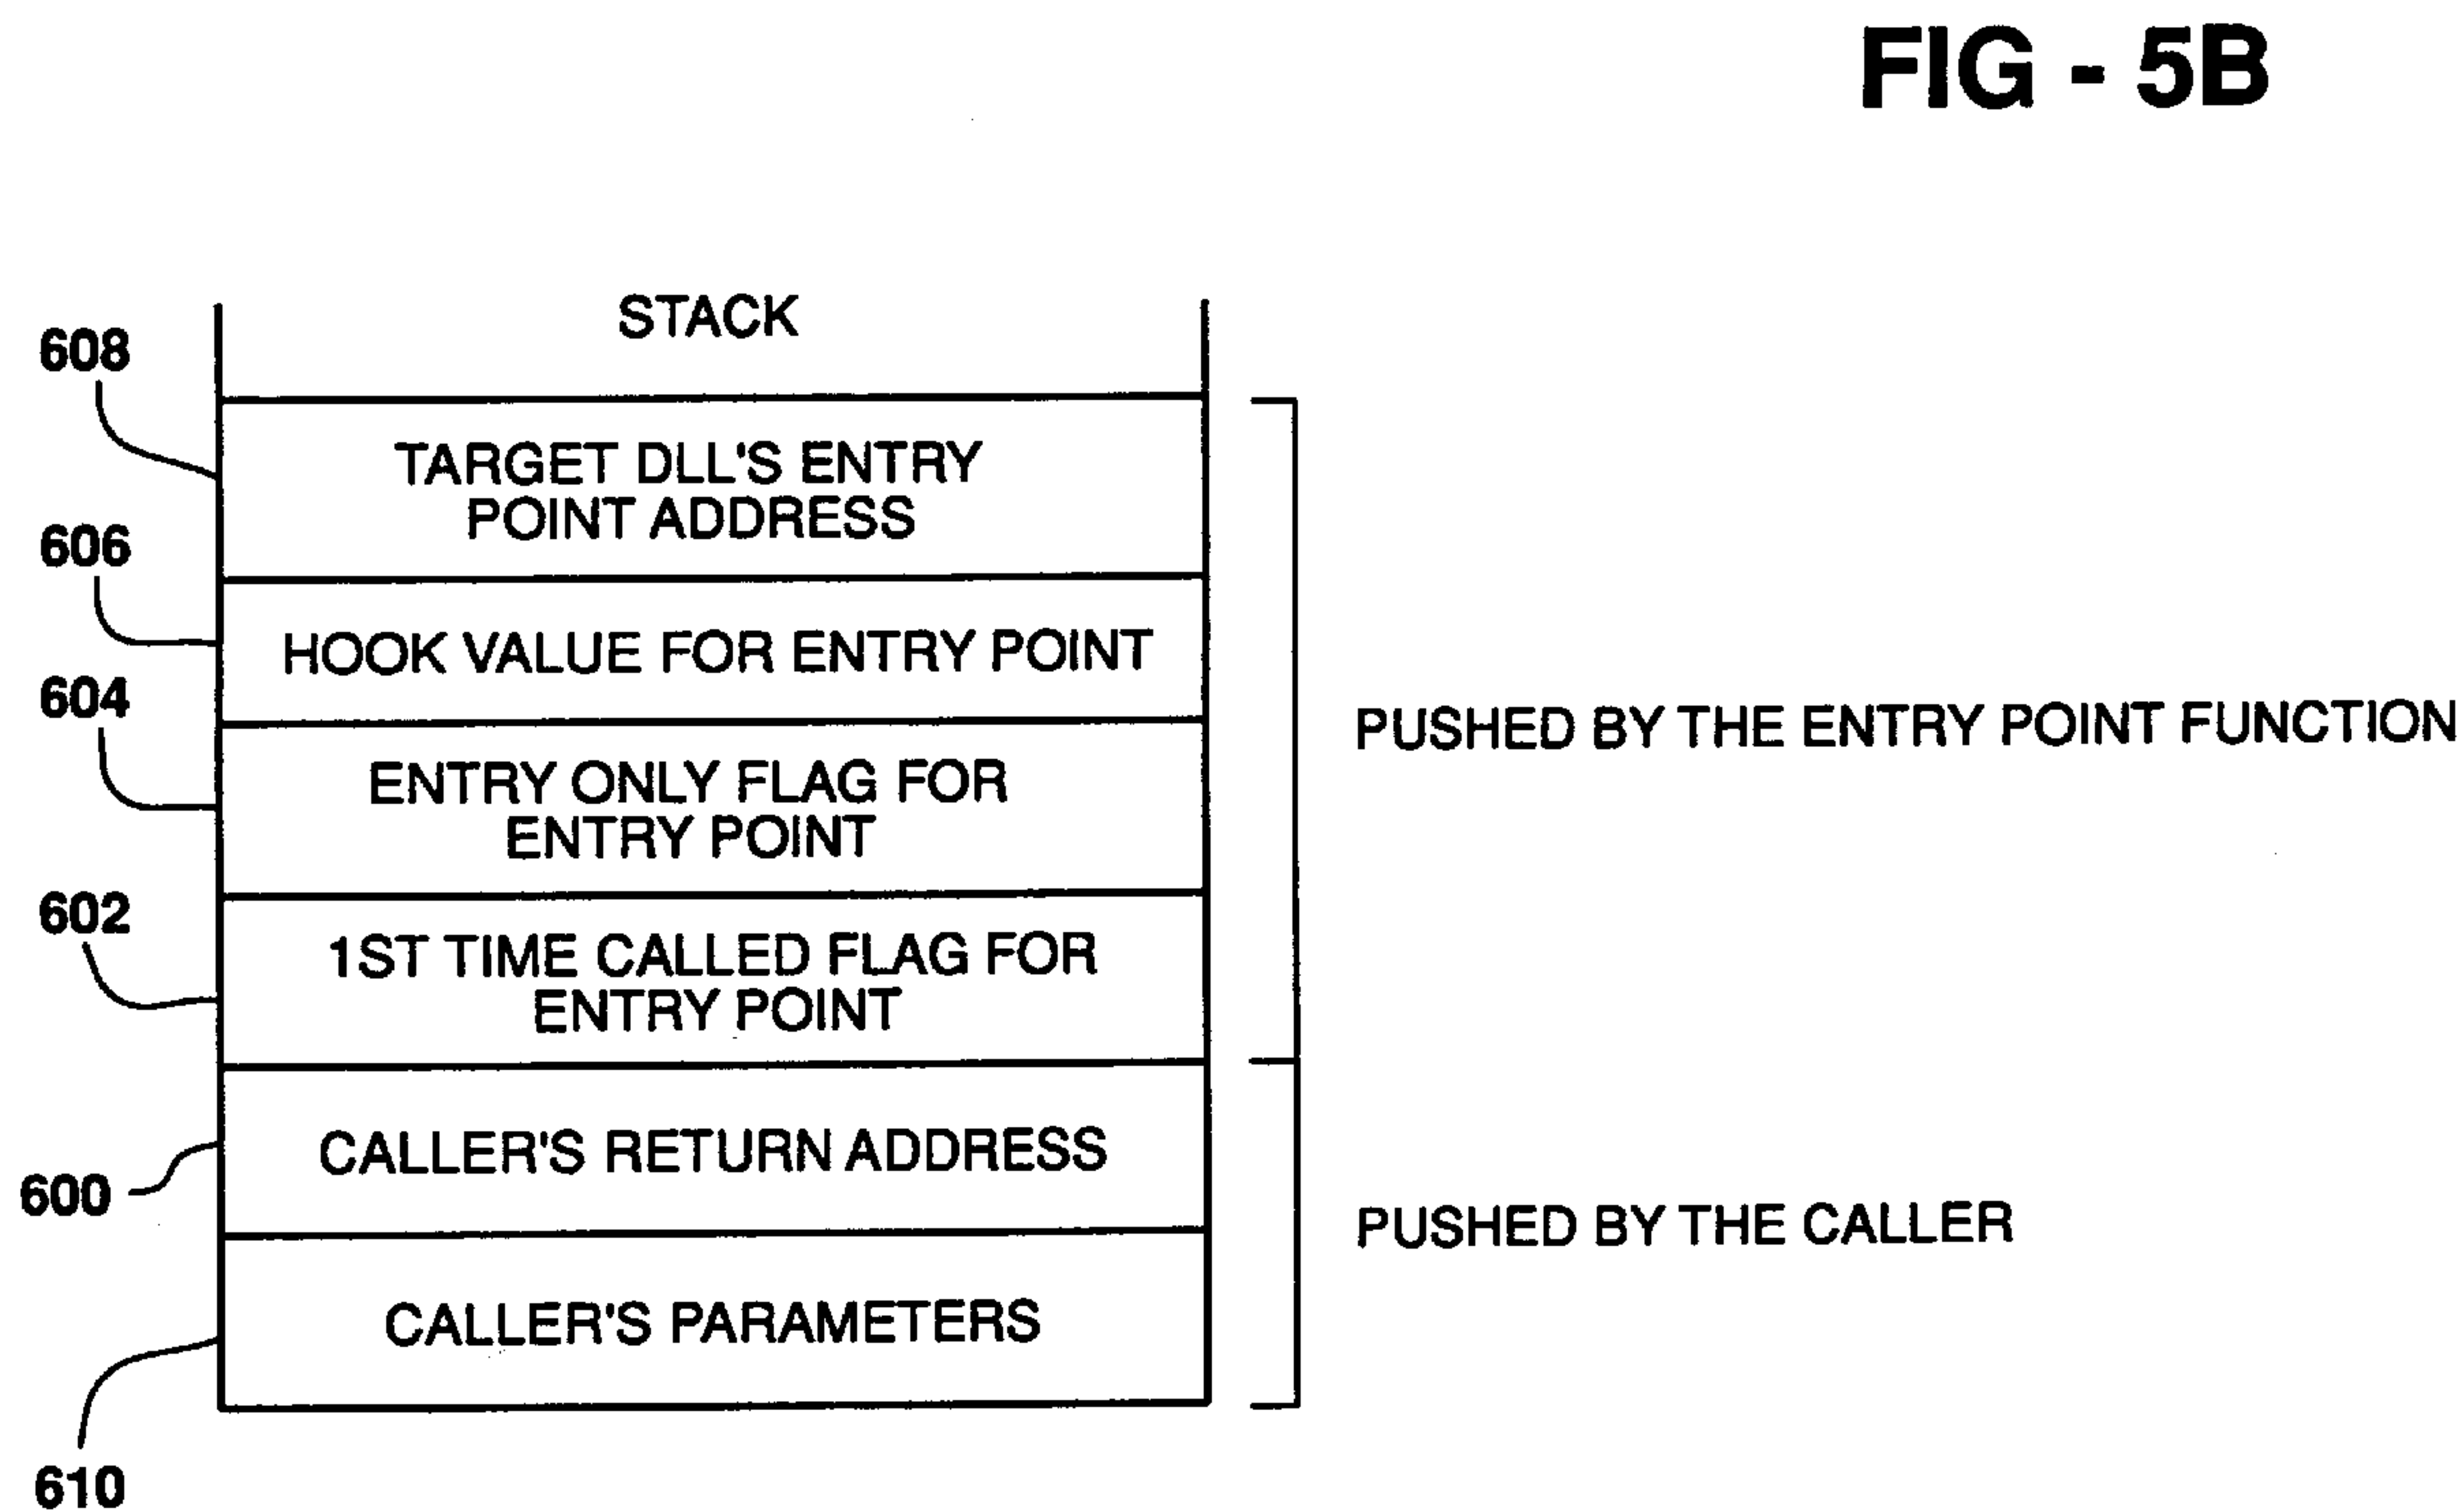 FIG - 5B
STACK
608
TARGET DLL'S ENTRY
POINT ADDRESS
606
HOOK VALUE FOR ENTRY POINT
604
ENTRY ONLY FLAG FOR
ENTRY POINT
PUSHED BY THE ENTRY POINT FUNCTION
602
1ST TIME CALLED FLAG FOR
ENTRY POINT
600
CALLER'S RETURN ADDRESS
PUSHED BY THE CALLER
CALLER'S PARAMETERS
610